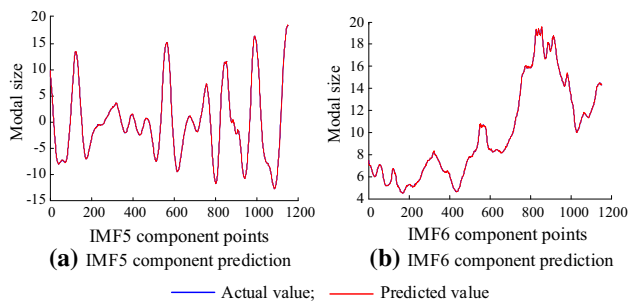 20
15
10
5
0
-5
-10
-15
Modal size
0 200 400 600 800 1000 1200
IMF5 component points
(a) IMF5 component prediction
20
18
16
14
12
10
8
6
4
Modal size
0 200 400 600 800 1000 1200
IMF6 component points
(b) IMF6 component prediction
Actual value; Predicted value